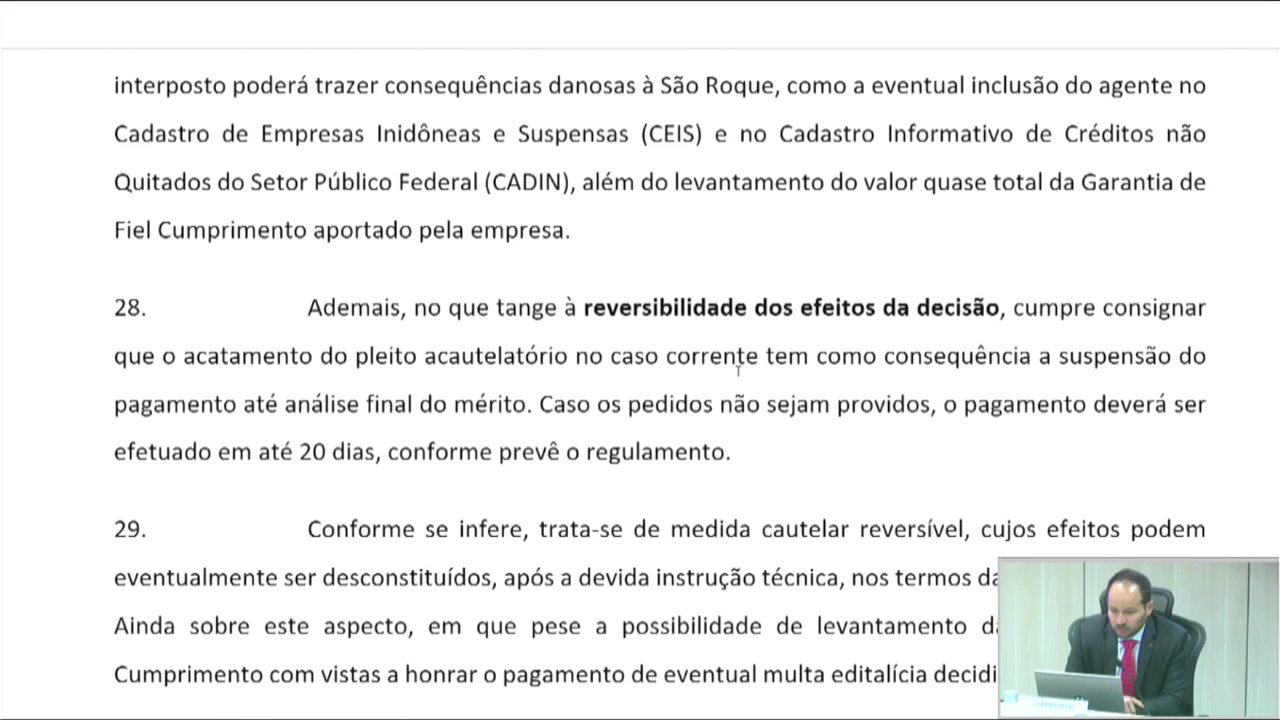 interposto poderá trazer consequências danosas à São Roque, como a eventual inclusão do agente no
Cadastro de Empresas Inidôneas e Suspensas (CEIS) e no Cadastro Informativo de Créditos não
Quitados do Setor Público Federal (CADIN), além do levantamento do valor quase total da Garantia de
Fiel Cumprimento aportado pela empresa.
28. Ademais, no que tange à reversibilidade dos efeitos da decisão, cumpre consignar
que o acatamento do pleito acautelatório no caso corrente tem como consequência a suspensão do
pagamento até análise final do mérito. Caso os pedidos não sejam providos, o pagamento deverá ser
efetuado em até 20 dias, conforme prevê o regulamento.
29. Conforme se infere, trata-se de medida cautelar reversível, cujos efeitos podem
eventualmente ser desconstituídos, após a devida instrução técnica, nos termos da
Ainda sobre este aspecto, em que pese a possibilidade de levantamento da
Cumprimento com vistas a honrar o pagamento de eventual multa editalícia decidi